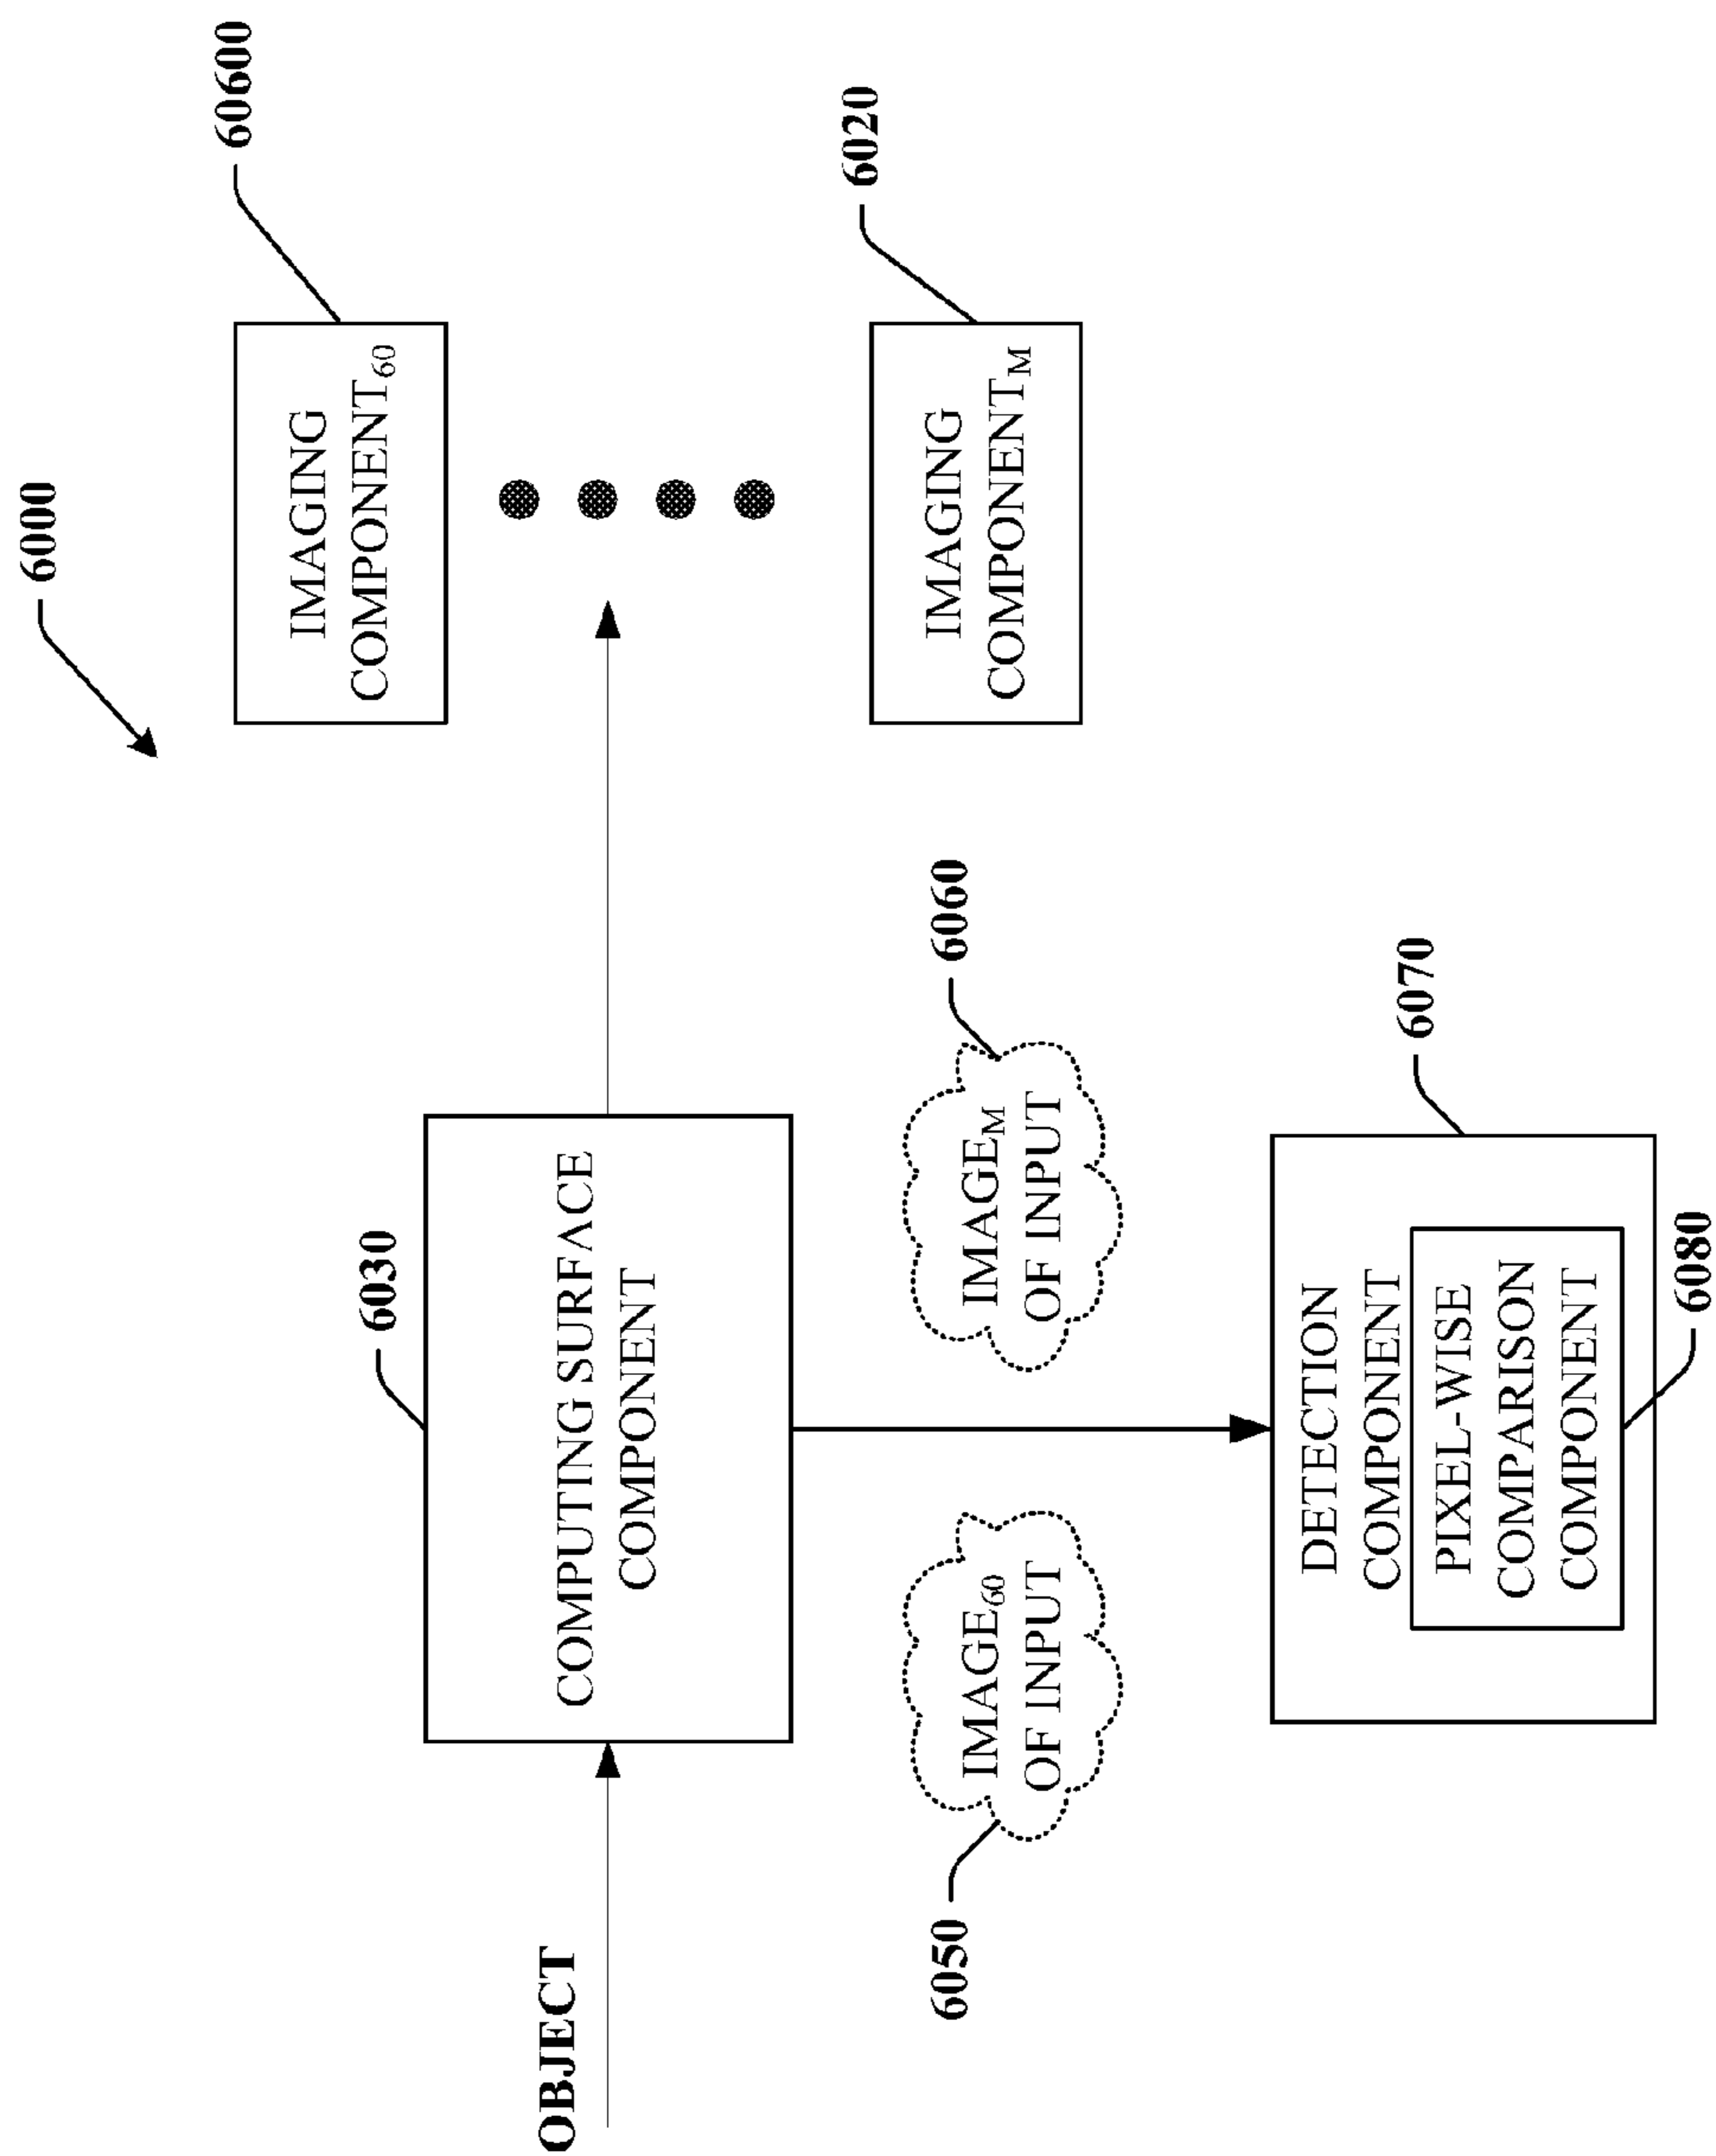 6000
60600
IMAGING
COMPONENT60
6020
IMAGING
COMPONENTM
6030
COMPUTING SURFACE
COMPONENT
OBJECT
6060
IMAGEM
OF INPUT
6050
IMAGE60
OF INPUT
6070
DETECTION
COMPONENT
PIXEL-WISE
COMPARISON
COMPONENT
6080